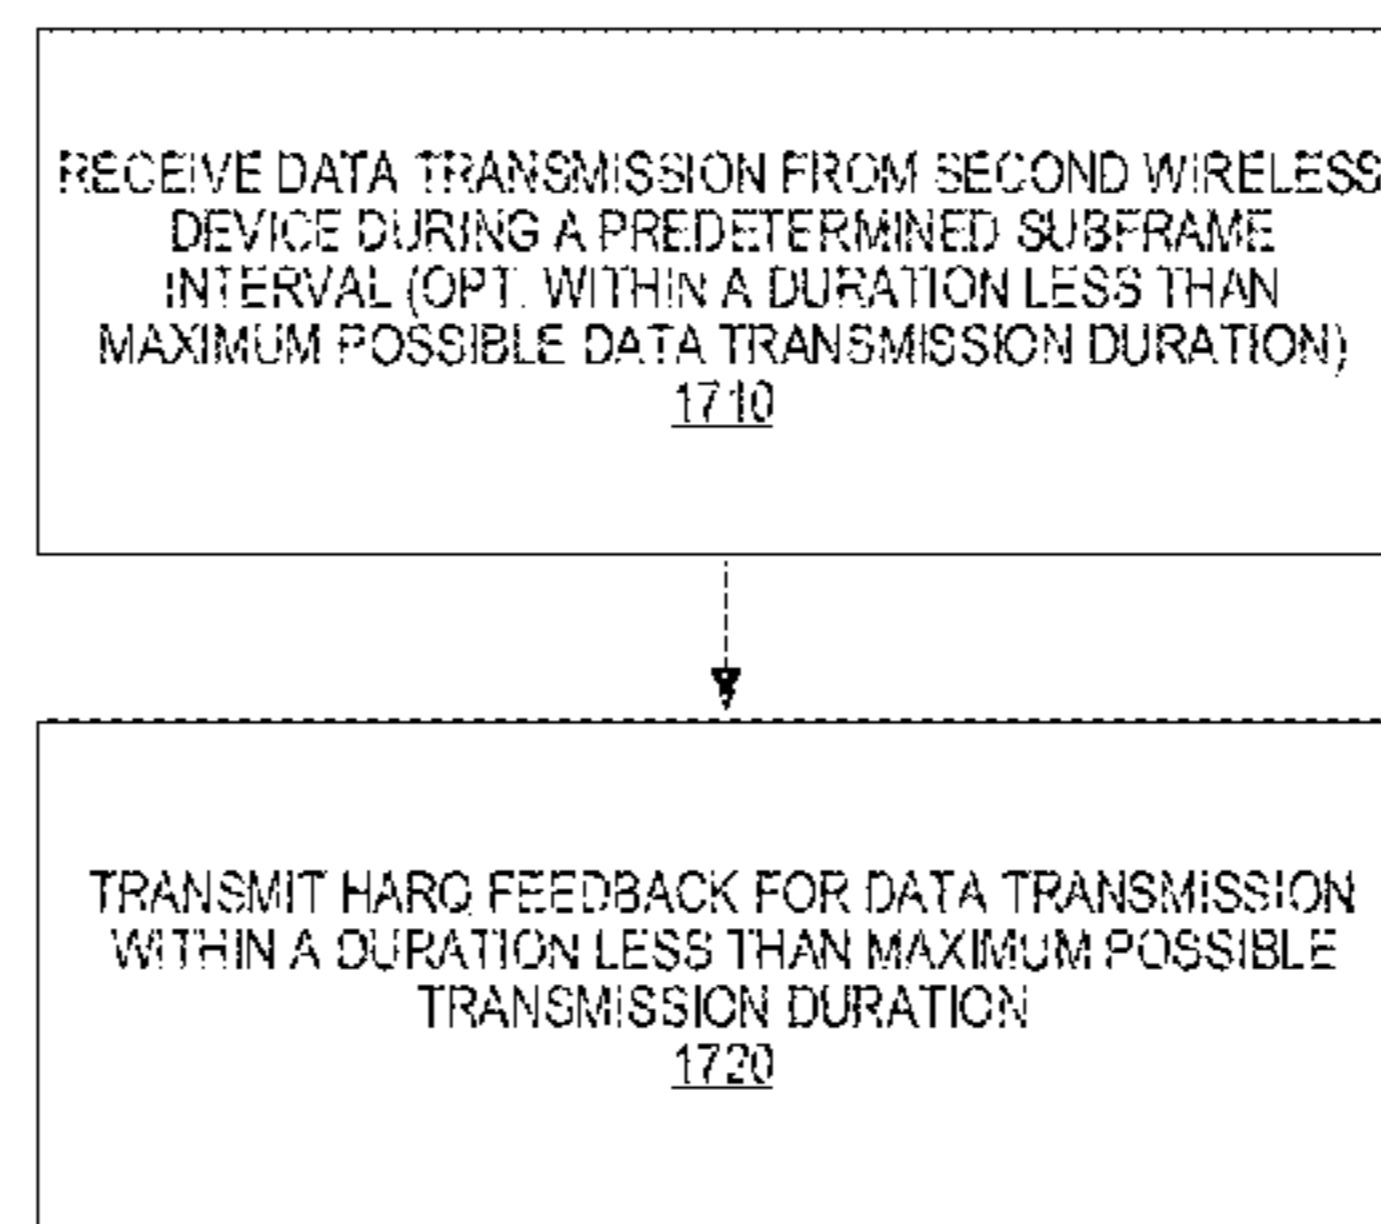 RECEIVE DATA TRANSMISSION FROM SECOND WIRELESS
DEVICE DURING A PREDETERMINED SUBFRAME
INTERVAL (OPT. WITHIN A DURATION LESS THAN
MAXIMUM POSSIBLE DATA TRANSMISSION DURATION)
1710
TRANSMIT HARQ FEEDBACK FOR DATA TRANSMISSION
WITHIN A DURATION LESS THAN MAXIMUM POSSIBLE
TRANSMISSION DURATION
1720